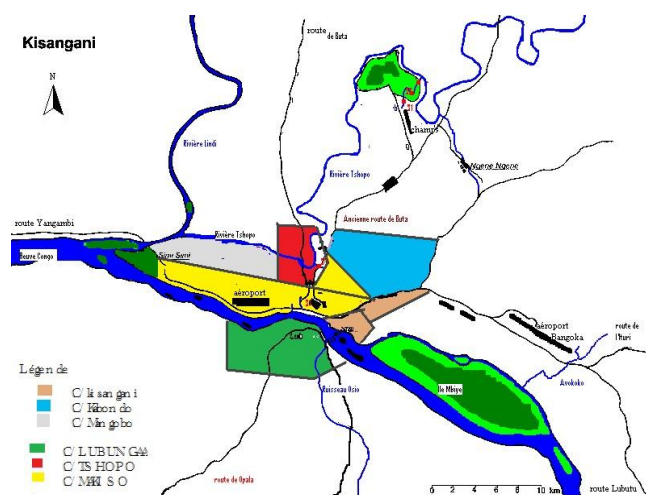 Kisangani
N
route
de Buta
Rivière Lindi
champs
Ngene Ngene
Rivière Tshopo
Ancienne route de Buta
route Yangambi
Rivière Tshopo
fleuve Congo
Simi Simi
aéroport
aéroport
Bangoka
route de
l'Ituri
Légende
C/kisangani
C/Kabondo
C/Mangobo
C/LUBUNGA
C/TSHOPO
C/MAKISO
Ile Mbiye
Avokoko
Ruisseau Osio
route de Opala
0 2 4 6 8 10 km
route Lubutu